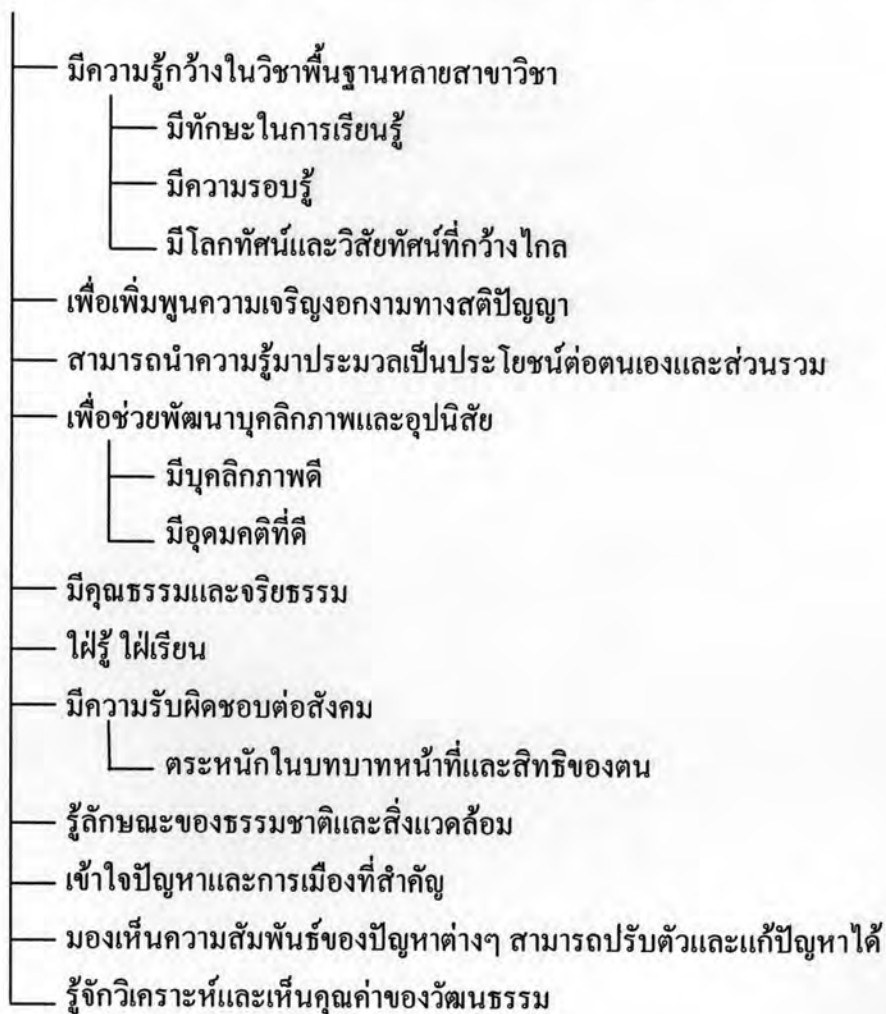 มีความรู้กว้างในวิชาพื้นฐานหลายสาขาวิชา
มีทักษะในการเรียนรู้
มีความรอบรู้
มีโลกทัศน์และวิสัยทัศน์ที่กว้างไกล
เพื่อเพิ่มพูนความเจริญงอกงามทางสติปัญญา
สามารถนำความรู้มาประมวลเป็นประโยชน์ต่อตนเองและส่วนรวม
เพื่อช่วยพัฒนาบุคลิกภาพและอุปนิสัย
มีบุคลิกภาพดี
มีอุดมคติที่ดี
มีคุณธรรมและจริยธรรม
ใฝ่รู้ ใฝ่เรียน
มีความรับผิดชอบต่อสังคม
ตระหนักในบทบาทหน้าที่และสิทธิของตน
รู้ลักษณะของธรรมชาติและสิ่งแวดล้อม
เข้าใจปัญหาและการเมืองที่สำคัญ
มองเห็นความสัมพันธ์ของปัญหาต่างๆ สามารถปรับตัวและแก้ปัญหาได้
รู้จักวิเคราะห์และเห็นคุณค่าของวัฒนธรรม